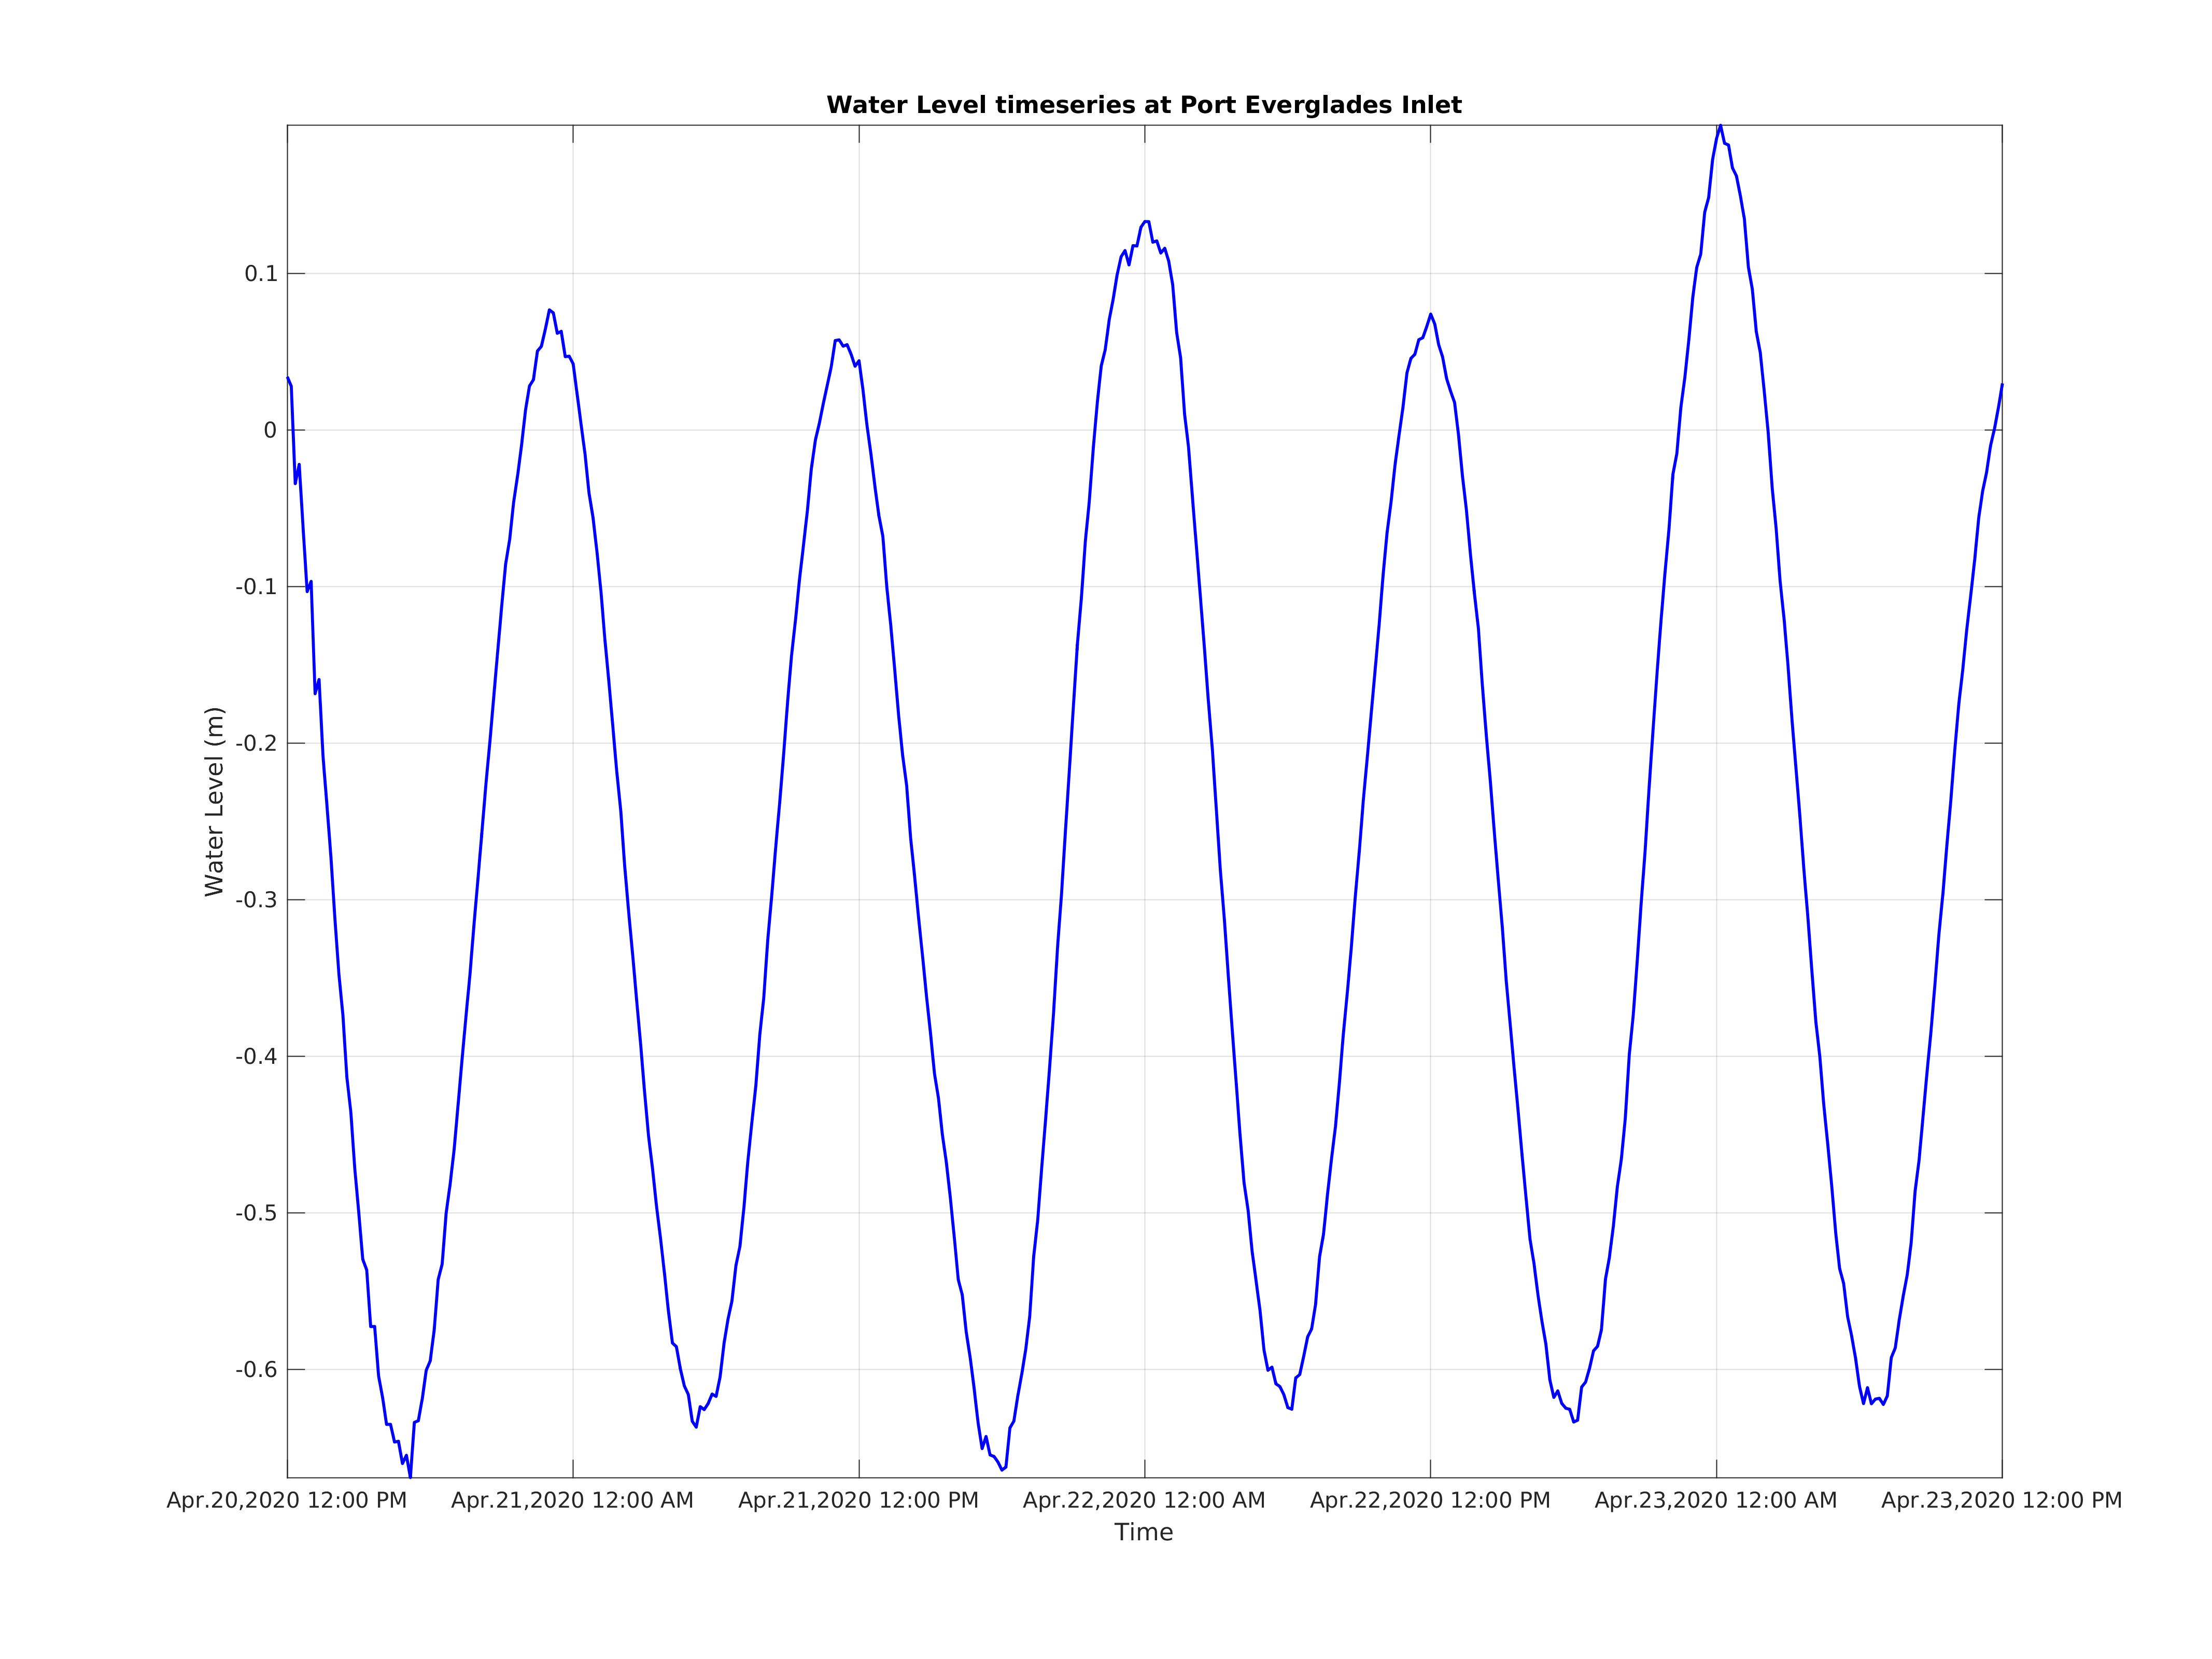 Water Level timeseries at Port Everglades Inlet
0.1
0
-0.1
-0.2
-0.3
-0.4
-0.5
-0.6
Water Level (m)
Apr.20,2020 12:00 PM
Apr.21,2020 12:00 AM
Apr.21,2020 12:00 PM
Apr.22,2020 12:00 AM
Apr.22,2020 12:00 PM
Apr.23,2020 12:00 AM
Apr.23,2020 12:00 PM
Time